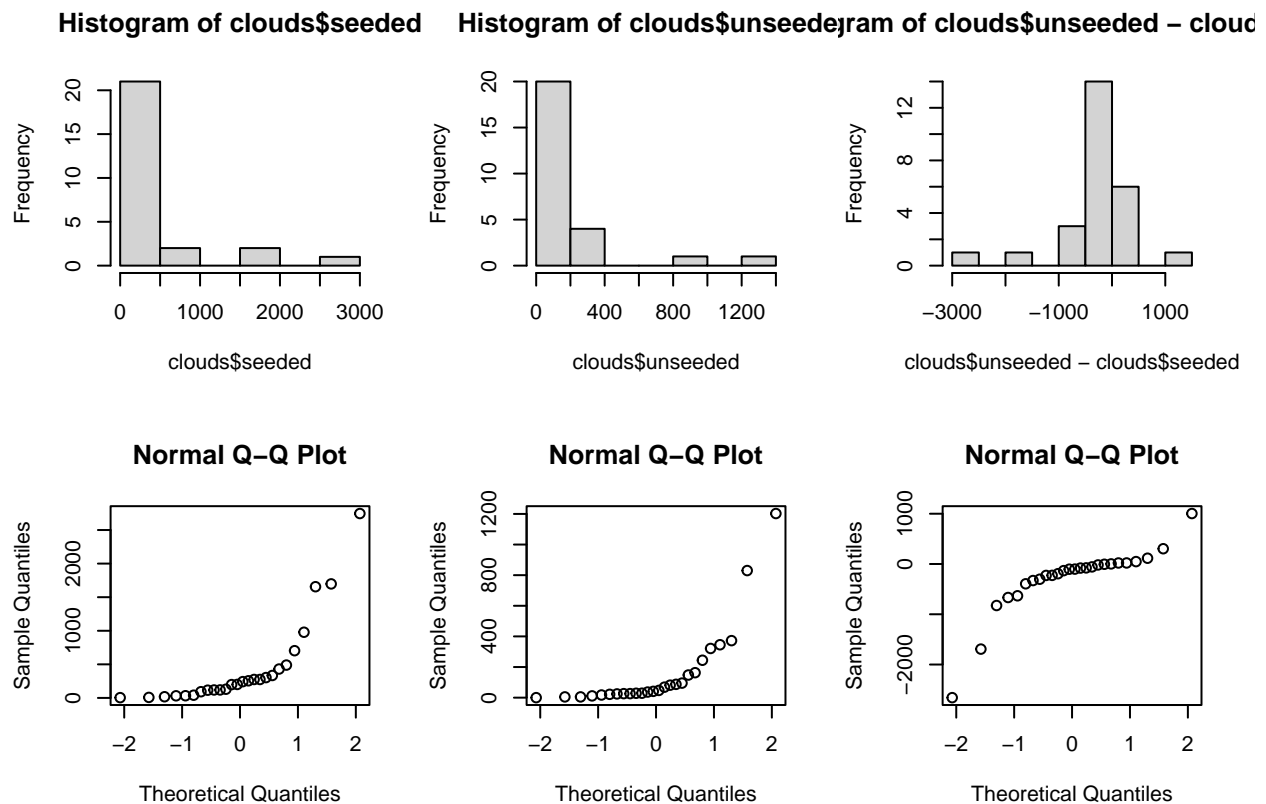 Histogram of clouds$seeded
Frequency
0 5 10 15 20
0 1000 2000 3000
clouds$seeded
Histogram of clouds$unseede
Frequency
0 5 10 15 20
0 400 800 1200
clouds$unseeded
gram of clouds$unseeded − cloud
Frequency
0 4 8 12
−3000 −1000 1000
clouds$unseeded − clouds$seeded
Normal Q−Q Plot
Sample Quantiles
0 1000 2000
−2 −1 0 1 2
Theoretical Quantiles
Normal Q−Q Plot
Sample Quantiles
0 400 800 1200
−2 −1 0 1 2
Theoretical Quantiles
Normal Q−Q Plot
Sample Quantiles
−2000 0 1000
−2 −1 0 1 2
Theoretical Quantiles